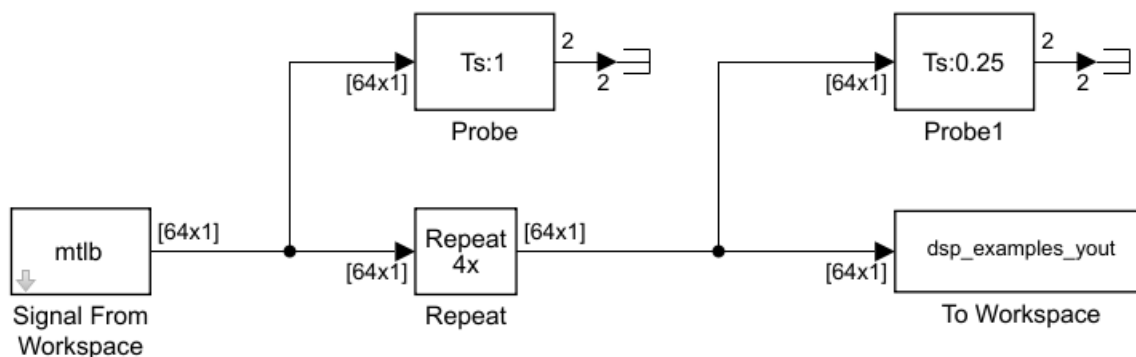 2
2
Ts:1
Ts:0.25
[64x1]
2
[64x1]
2
Probe
Probe1
[64x1]
[64x1]
mtlb
Repeat
4x
dsp_examples_yout
[64x1]
[64x1]
Signal From
Workspace
Repeat
To Workspace